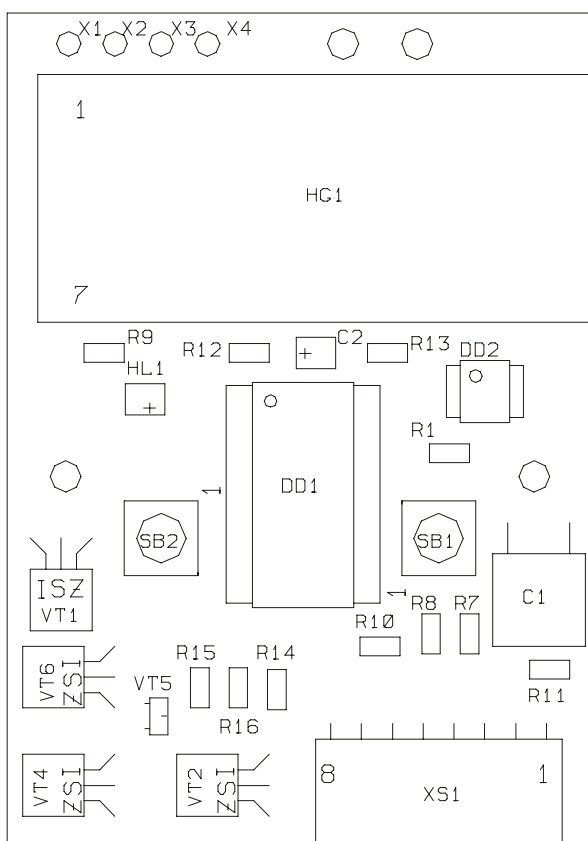 X1 X2 X3 X4
1
HG1
7
R9
R12
C2
R13
DD2
HL1
R1
1
DD1
SB2
SB1
ISZ
VT1
1
C1
R8
R7
R10
R15
R14
VT6
ZSI
VT5
R16
R11
VT4
ZSI
VT2
ZSI
8
1
XS1